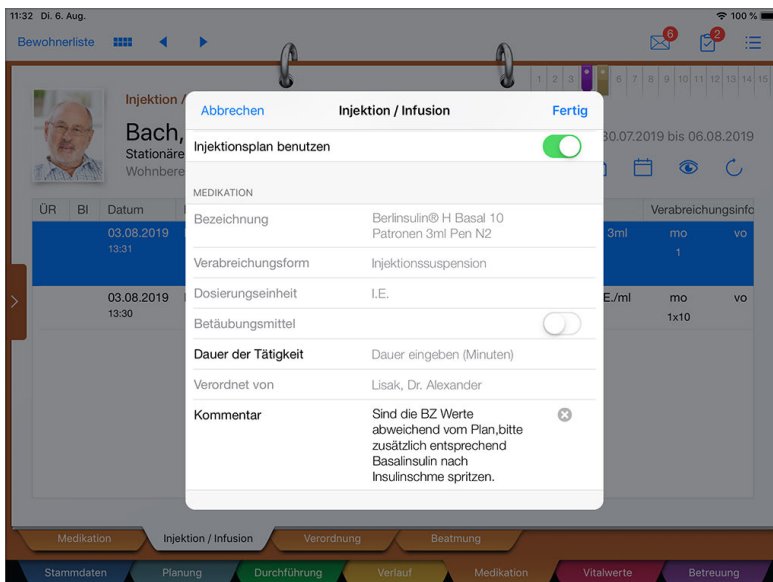 11:32 Di. 6. Aug.
100 %
Bewohnerliste
6
2
1 2 3 6 7 8 9 10 11 12 13 14 15
Injektion /
Bach,
30.07.2019 bis 06.08.2019
Stationäre
Wohnbere
Abbrechen Injektion / Infusion Fertig
Injektionsplan benutzen
MEDIKATION
Bezeichnung Berlinsulin® H Basal 10
Patronen 3ml Pen N2
Verabreichungsform Injektionssuspension
Dosierungseinheit I.E.
Betäubungsmittel
Dauer der Tätigkeit Dauer eingeben (Minuten)
Verordnet von Lisak, Dr. Alexander
Kommentar Sind die BZ Werte
abweichend vom Plan,bitte
zusätzlich entsprechend
Basalinsulin nach
Insulinschme spritzen.
ÜR BI Datum Verabreichungsinfo
03.08.2019 3ml mo vo
13:31 1
03.08.2019 E./ml mo vo
13:30 1x10
Medikation Injektion / Infusion Verordnung Beatmung
Stammdaten Planung Durchführung Verlauf Medikation Vitalwerte Betreuung